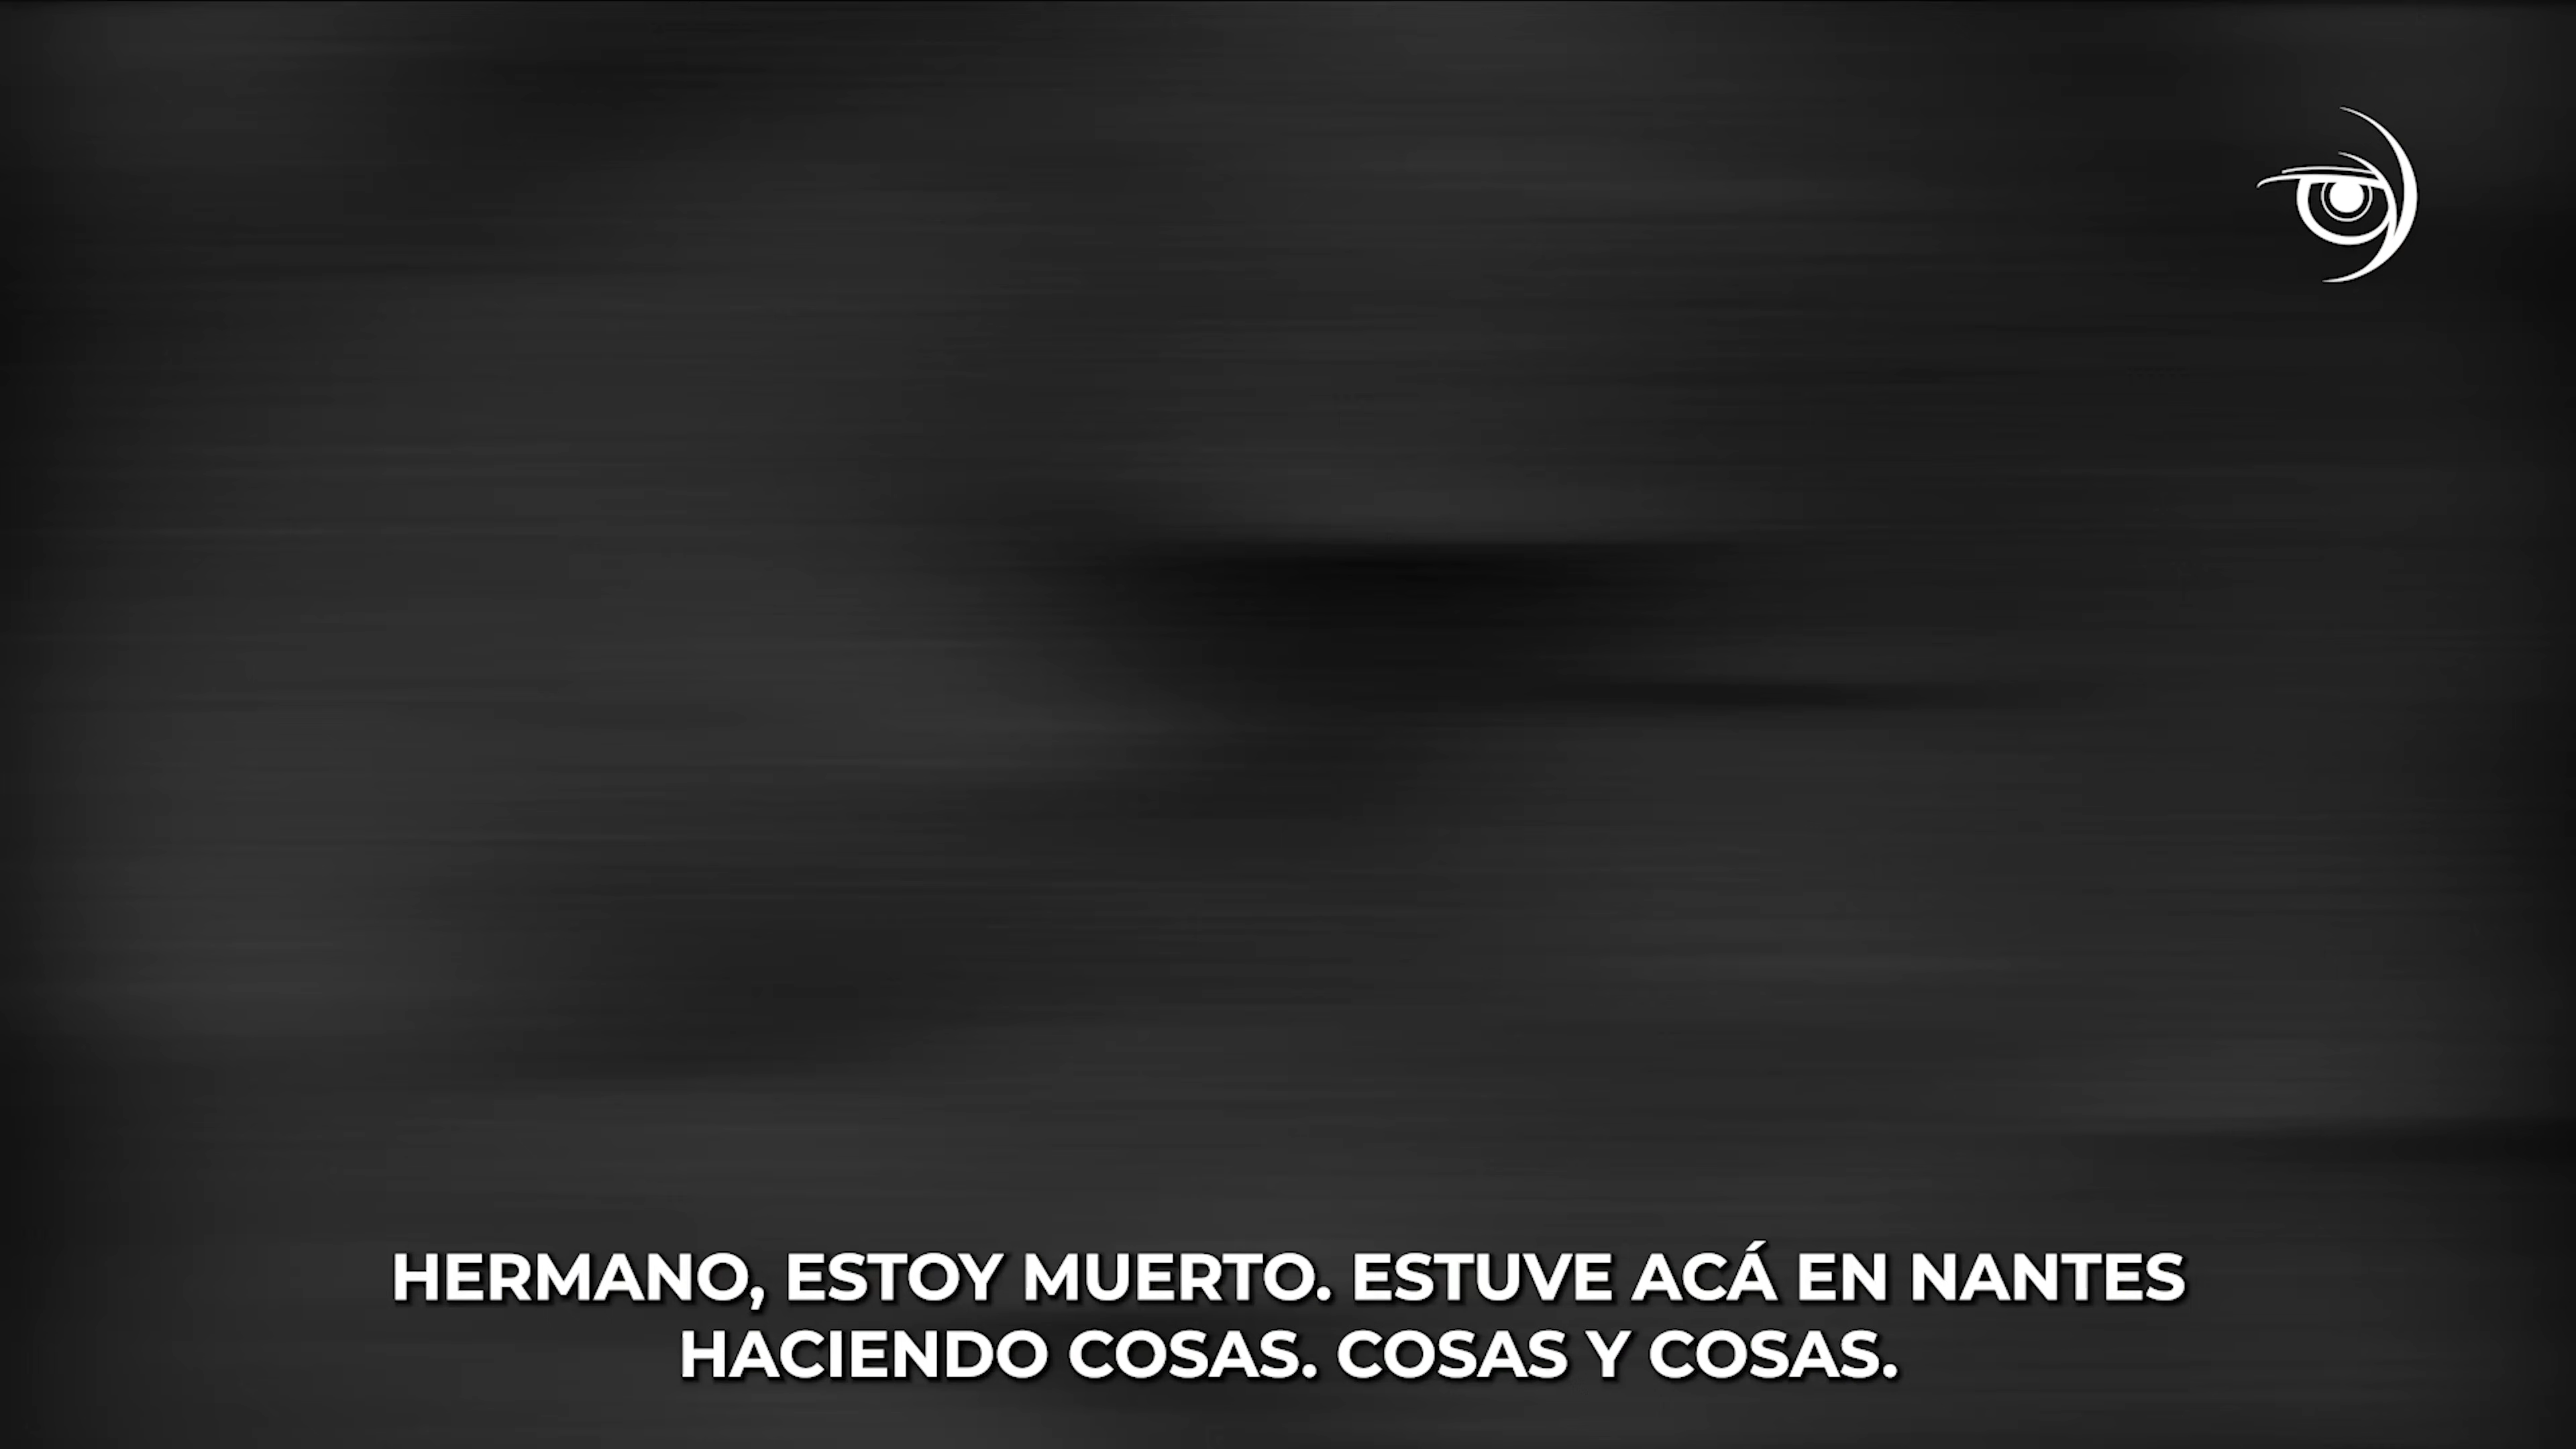 HERMANO, ESTOY MUERTO. ESTUVE ACÁ EN NANTES
HACIENDO COSAS. COSAS Y COSAS.